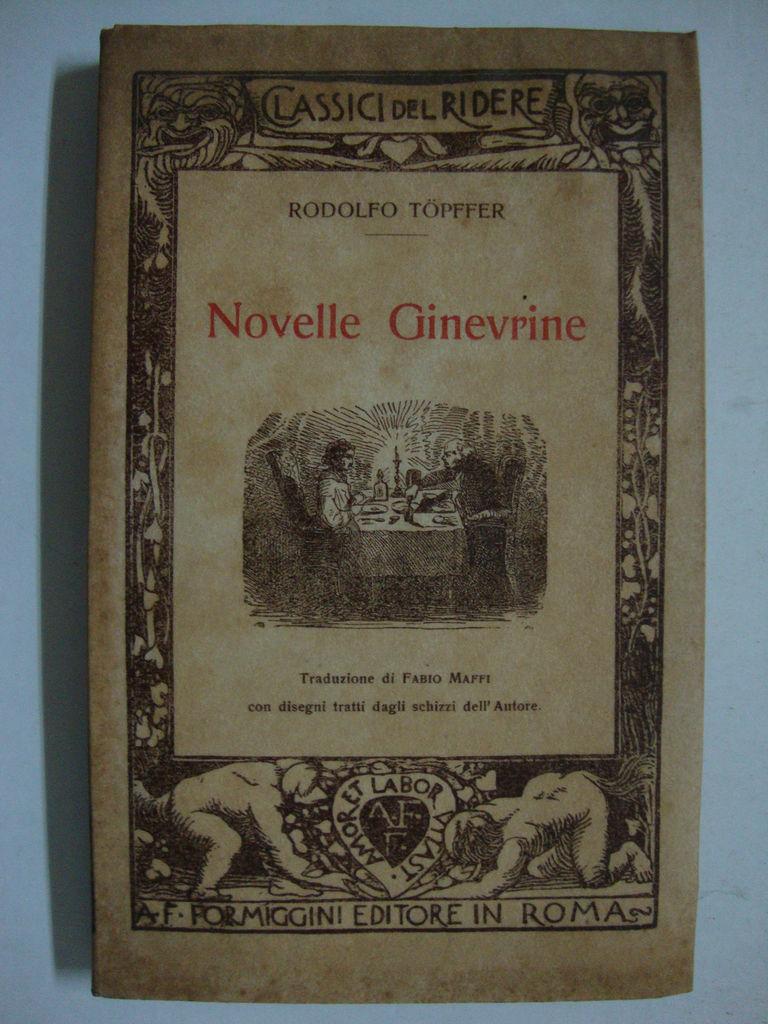 CLASSICI DEL RIDERE
RODOLFO TÖPFFER
Novelle Ginevrine
Traduzione di FABIO MAFFI
con disegni tratti dagli schizzi dell'Autore.
AMOR ET LABOR VITAST
A.F.
F.
A.F. FORMIGGINI EDITORE IN ROMA